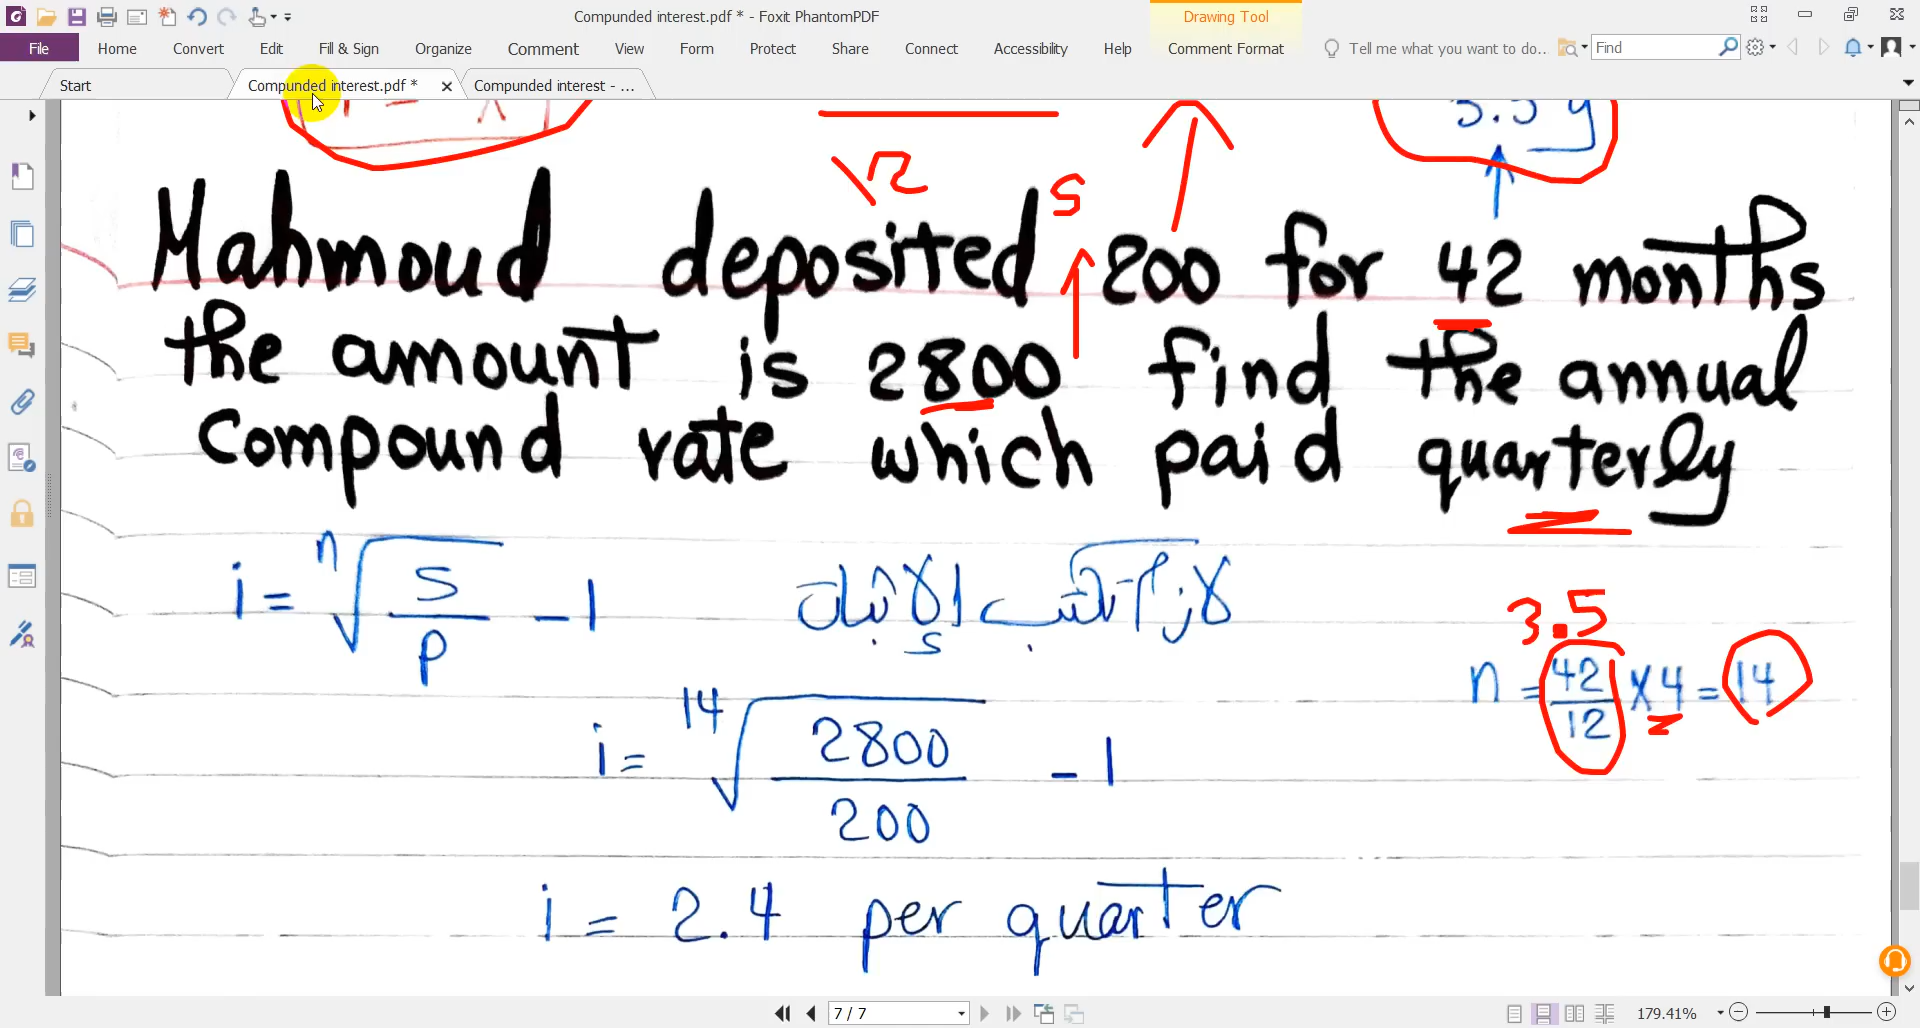 Compunded interest.pdf * - Foxit PhantomPDF
Drawing Tool
File Home Convert Edit Fill & Sign Organize Comment View Form Protect Share Connect Accessibility Help Comment Format Tell me what you want to do.. Find
Start Compunded interest.pdf * Compunded interest - ...
3.5 y
12
S
Mahmoud deposited 200 for 42 months
the amount is 2800 find the annual
Compound rate which paid quarterly
i = n√ S / P - 1
3.5
n = 42/12 × 4 = 14
i = 14√ 2800 / 200 - 1
i = 2.4 per quarter
7 / 7
179.41%